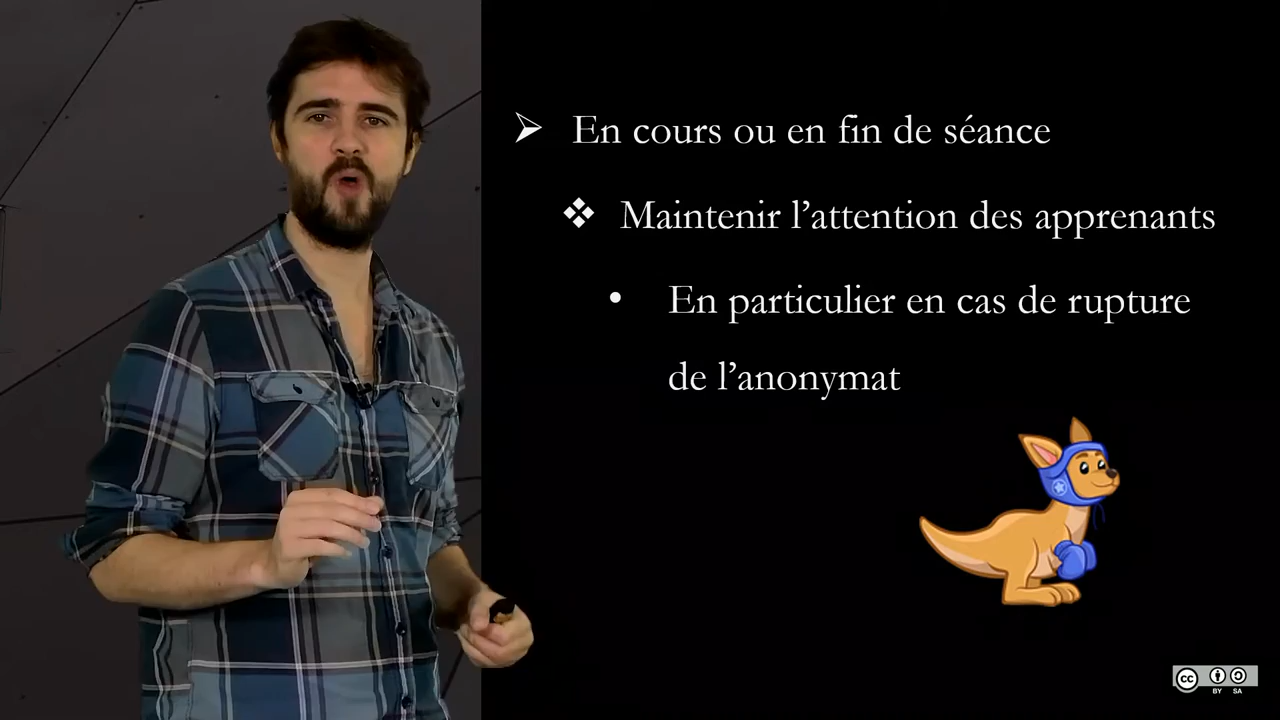 En cours ou en fin de séance
Maintenir l’attention des apprenants
En particulier en cas de rupture
de l’anonymat
cc
BY SA